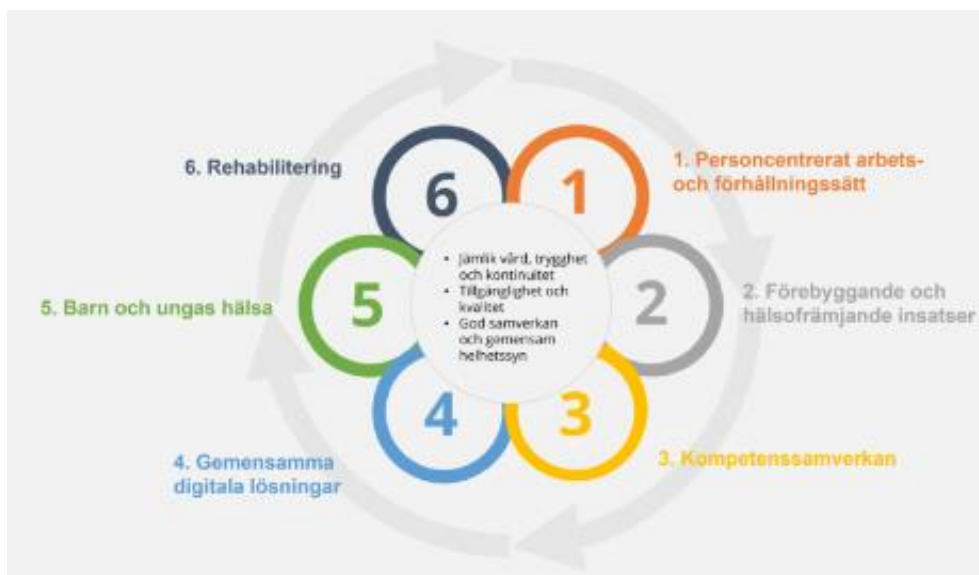 6. Rehabilitering
6
1
1. Personcentrerat arbets-
och förhållningssätt
• Jämlik vård, trygghet
och kontinuitet
• Tillgänglighet och
kvalitet
• God samverkan
och gemensam
helhetssyn
5. Barn och ungas hälsa
5
2
2. Förebyggande och
hälsofrämjande insatser
4
3
4. Gemensamma
digitala lösningar
3. Kompetenssamverkan